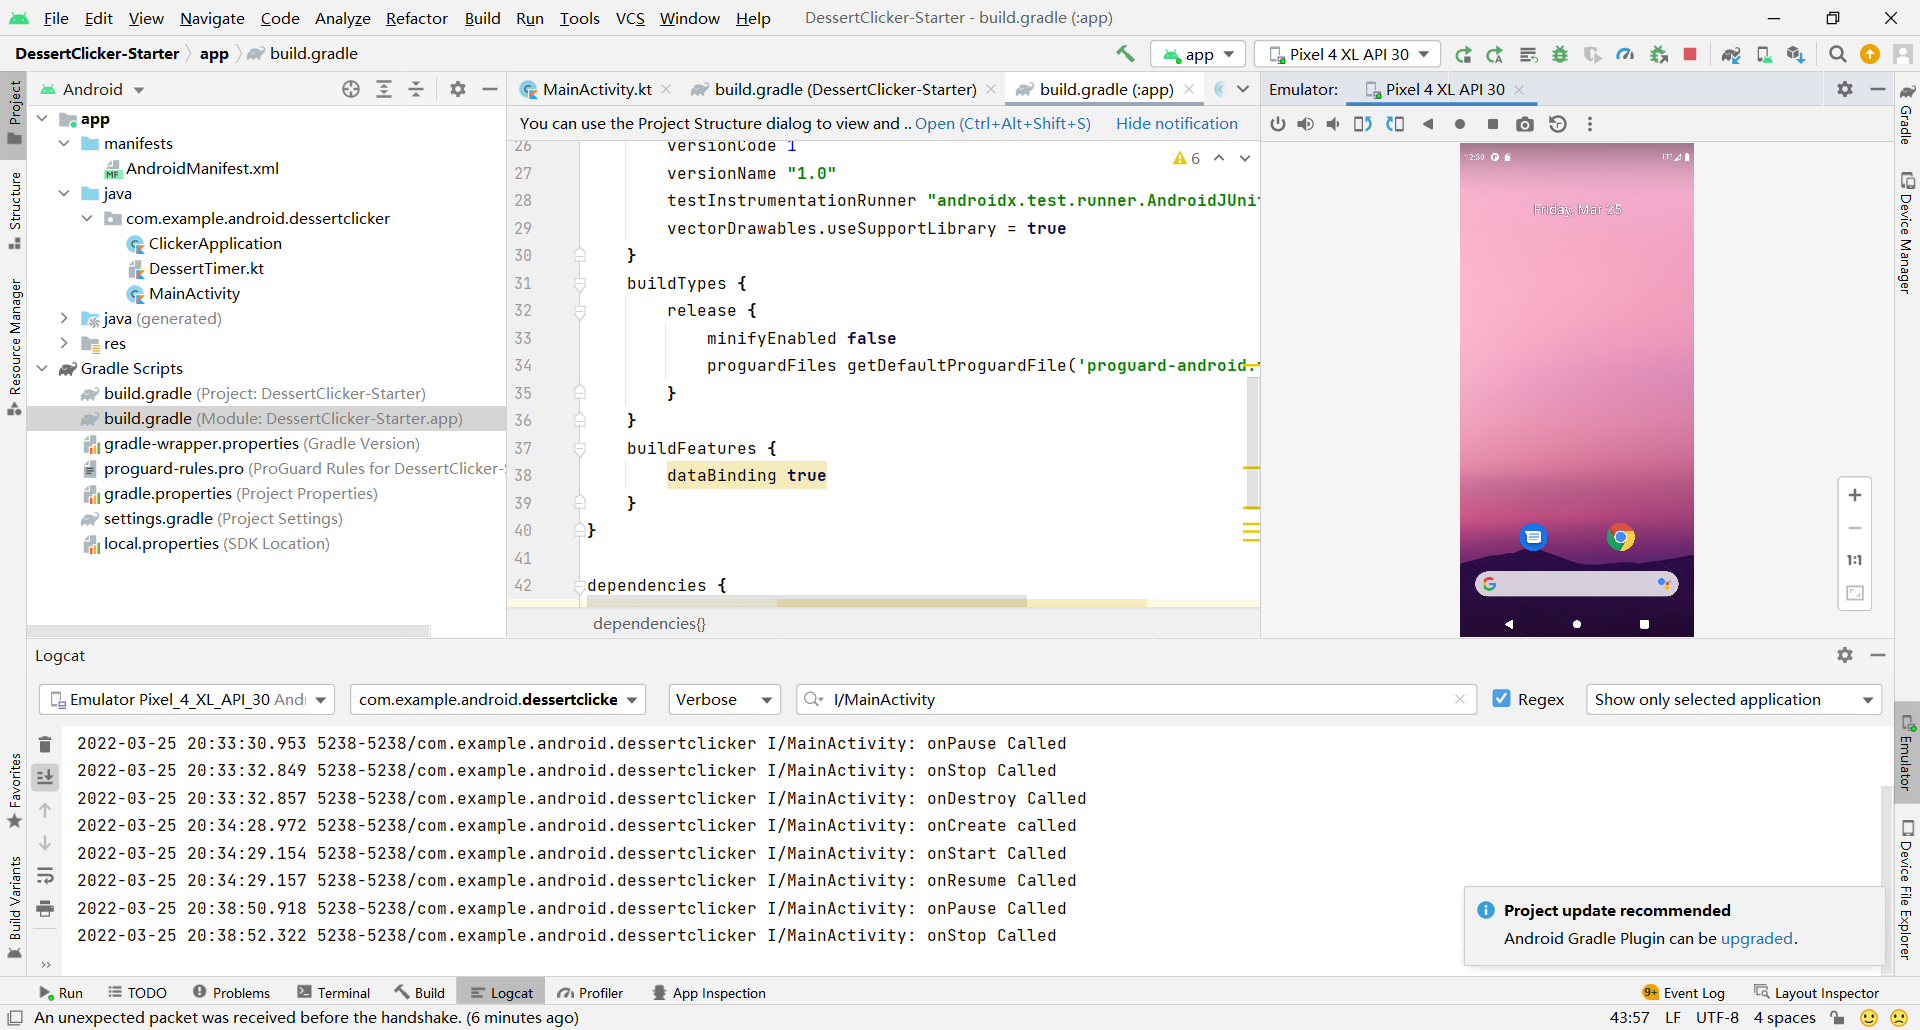 File Edit View Navigate Code Analyze Refactor Build Run Tools VCS Window Help DessertClicker-Starter - build.gradle (:app)
DessertClicker-Starter app build.gradle
app Pixel 4 XL API 30
Project
Structure
Resource Manager
Favorites
Build Variants
Android
app
manifests
AndroidManifest.xml
java
com.example.android.dessertclicker
ClickerApplication
DessertTimer.kt
MainActivity
java (generated)
res
Gradle Scripts
build.gradle (Project: DessertClicker-Starter)
build.gradle (Module: DessertClicker-Starter.app)
gradle-wrapper.properties (Gradle Version)
proguard-rules.pro (ProGuard Rules for DessertClicker-
gradle.properties (Project Properties)
settings.gradle (Project Settings)
local.properties (SDK Location)
MainActivity.kt build.gradle (DessertClicker-Starter) build.gradle (:app)
You can use the Project Structure dialog to view and .. Open (Ctrl+Alt+Shift+S) Hide notification
6
26 versionCode 1
27 versionName "1.0"
28 testInstrumentationRunner "androidx.test.runner.AndroidJUni
29 vectorDrawables.useSupportLibrary = true
30 }
31 buildTypes {
32 release {
33 minifyEnabled false
34 proguardFiles getDefaultProguardFile('proguard-android.
35 }
36 }
37 buildFeatures {
38 dataBinding true
39 }
40 }
41
42 dependencies {
dependencies{}
Emulator: Pixel 4 XL API 30
12:39 LTE
Friday, Mar 25
G
1:1
Gradle
Device Manager
Emulator
Device File Explorer
Logcat
Emulator Pixel_4_XL_API_30 Andr com.example.android.dessertclicke Verbose I/MainActivity Regex Show only selected application
2022-03-25 20:33:30.953 5238-5238/com.example.android.dessertclicker I/MainActivity: onPause Called
2022-03-25 20:33:32.849 5238-5238/com.example.android.dessertclicker I/MainActivity: onStop Called
2022-03-25 20:33:32.857 5238-5238/com.example.android.dessertclicker I/MainActivity: onDestroy Called
2022-03-25 20:34:28.972 5238-5238/com.example.android.dessertclicker I/MainActivity: onCreate called
2022-03-25 20:34:29.154 5238-5238/com.example.android.dessertclicker I/MainActivity: onStart Called
2022-03-25 20:34:29.157 5238-5238/com.example.android.dessertclicker I/MainActivity: onResume Called
2022-03-25 20:38:50.918 5238-5238/com.example.android.dessertclicker I/MainActivity: onPause Called
2022-03-25 20:38:52.322 5238-5238/com.example.android.dessertclicker I/MainActivity: onStop Called
Project update recommended
Android Gradle Plugin can be upgraded.
Run TODO Problems Terminal Build Logcat Profiler App Inspection 9+ Event Log Layout Inspector
An unexpected packet was received before the handshake. (6 minutes ago) 43:57 LF UTF-8 4 spaces